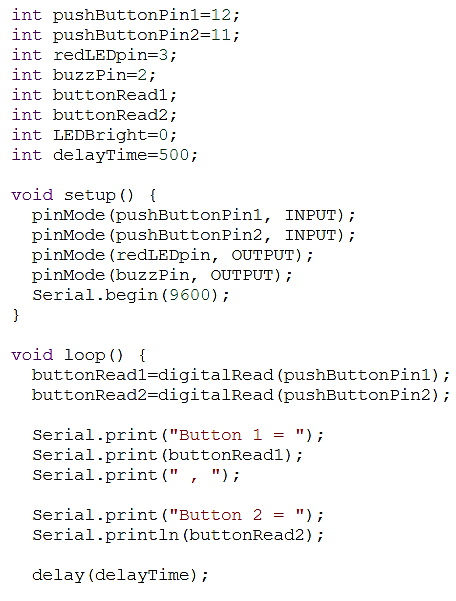 int pushButtonPin1=12;
int pushButtonPin2=11;
int redLEDpin=3;
int buzzPin=2;
int buttonRead1;
int buttonRead2;
int LEDBright=0;
int delayTime=500;

void setup() {
  pinMode(pushButtonPin1, INPUT);
  pinMode(pushButtonPin2, INPUT);
  pinMode(redLEDpin, OUTPUT);
  pinMode(buzzPin, OUTPUT);
  Serial.begin(9600);
}

void loop() {
  buttonRead1=digitalRead(pushButtonPin1);
  buttonRead2=digitalRead(pushButtonPin2);

  Serial.print("Button 1 = ");
  Serial.print(buttonRead1);
  Serial.print(" , ");

  Serial.print("Button 2 = ");
  Serial.println(buttonRead2);

  delay(delayTime);